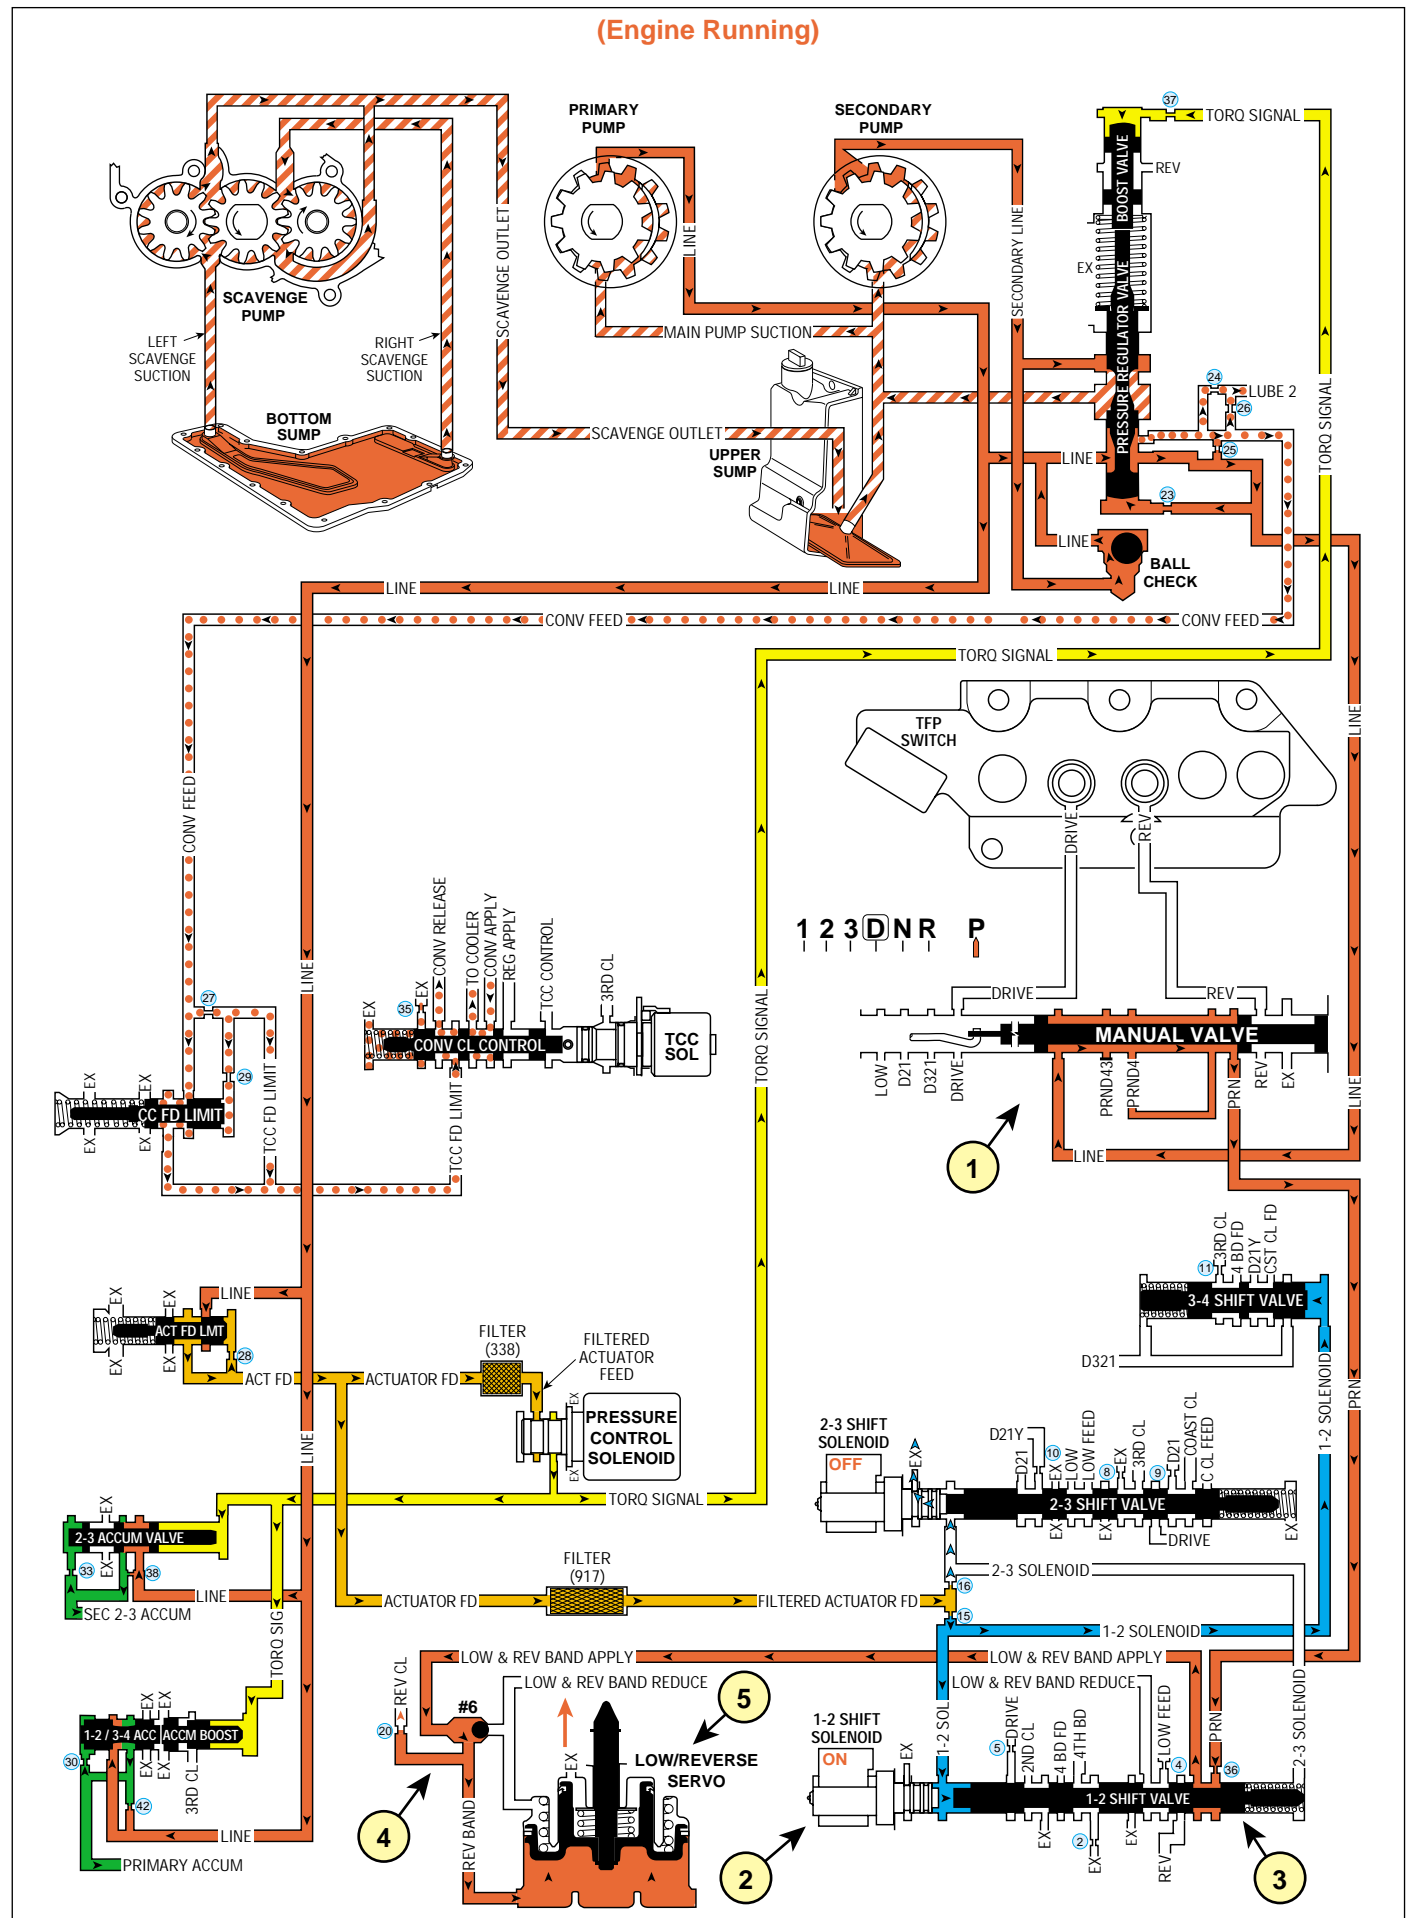 (Engine Running)
PRIMARY
PUMP
SECONDARY
PUMP
37
TORQ SIGNAL
REV
BOOST VALVE
EX
PRESSURE REGULATOR VALVE
SCAVENGE OUTLET
LINE
SECONDARY LINE
SCAVENGE
PUMP
LEFT
SCAVENGE
SUCTION
RIGHT
SCAVENGE
SUCTION
MAIN PUMP SUCTION
BOTTOM
SUMP
SCAVENGE OUTLET
UPPER
SUMP
24
LUBE 2
26
25
LINE
23
LINE
BALL
CHECK
TORQ SIGNAL
LINE
LINE
CONV FEED
CONV FEED
TORQ SIGNAL
TFP
SWITCH
LINE
DRIVE
REV
CONV FEED
1 2 3 D N R P
CONV RELEASE
TO COOLER
CONV APPLY
REG APPLY
TCC CONTROL
3RD CL
EX
35
EX
CONV CL CONTROL
TCC
SOL
TCC FD LIMIT
LINE
27
29
TCC FD LIMIT
EX
EX
CC FD LIMIT
EX
EX
TORQ SIGNAL
DRIVE
REV
MANUAL VALVE
LOW
D21
D321
DRIVE
PRND43
PRND4
PRN
REV
EX
LINE
LINE
1
11
3RD CL
4 BD FD
D21Y
CST CL FD
3-4 SHIFT VALVE
D321
1-2 SOLENOID
PRN
EX
EX
LINE
ACT FD LMT
EX
EX
28
ACT FD
ACTUATOR FD
FILTER
(338)
FILTERED
ACTUATOR
FEED
EX
PRESSURE
CONTROL
SOLENOID
EX
LINE
TORQ SIGNAL
2-3 SHIFT
SOLENOID
OFF
EX
D21Y
D21
10
EX
LOW
LOW FEED
8
EX
3RD CL
9
D21
COAST CL
CC CL FEED
2-3 SHIFT VALVE
EX
EX
EX
DRIVE
2-3 SOLENOID
EX
2-3 ACCUM VALVE
EX
33
38
LINE
SEC 2-3 ACCUM
TORQ SIG
FILTER
(917)
ACTUATOR FD
FILTERED ACTUATOR FD
16
15
1-2 SOLENOID
LOW & REV BAND APPLY
LOW & REV BAND APPLY
LOW & REV BAND REDUCE
LOW & REV BAND REDUCE
REV CL
20
#6
5
EX
LOW/REVERSE
SERVO
4
REV BAND
EX
EX
1-2 / 3-4 ACC
ACCM BOOST
30
EX
EX
3RD CL
42
LINE
PRIMARY ACCUM
1-2 SHIFT
SOLENOID
ON
EX
1-2 SOL
5
DRIVE
2ND CL
4 BD FD
4TH BD
LOW FEED
4
PRN
36
2-3 SOLENOID
1-2 SHIFT VALVE
EX
2
EX
EX
REV
2
3